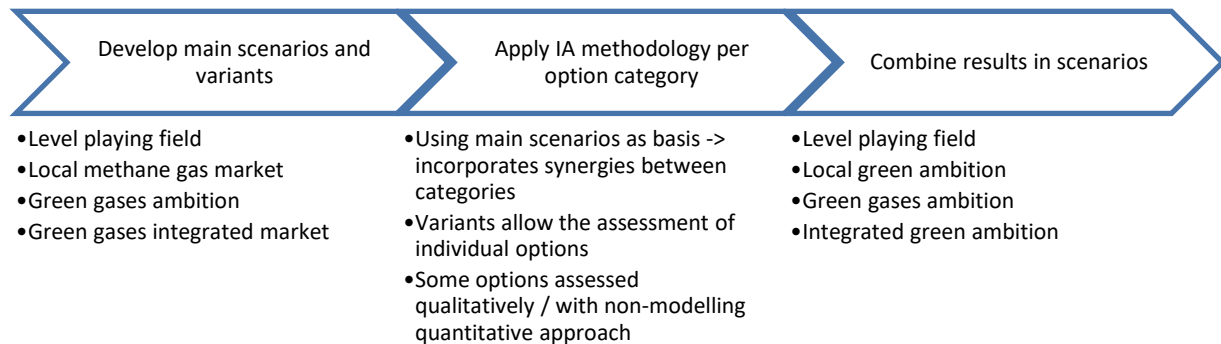 Develop main scenarios and
variants
Apply IA methodology per
option category
Combine results in scenarios
•Level playing field
•Local methane gas market
•Green gases ambition
•Green gases integrated market
•Using main scenarios as basis ->
incorporates synergies between
categories
•Variants allow the assessment of
individual options
•Some options assessed
qualitatively / with non-modelling
quantitative approach
•Level playing field
•Local green ambition
•Green gases ambition
•Integrated green ambition